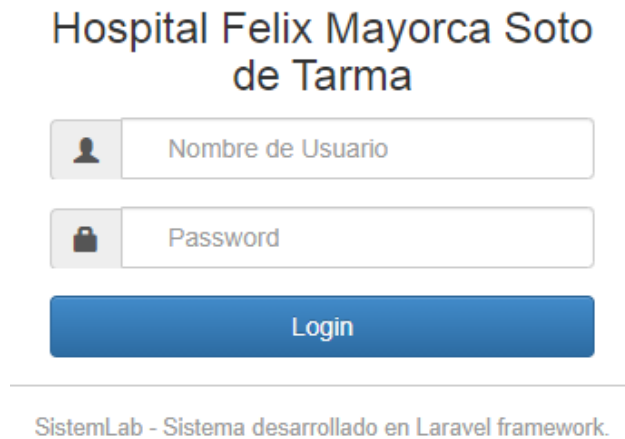 Hospital Felix Mayorca Soto
de Tarma
Nombre de Usuario
Password
Login
SistemLab - Sistema desarrollado en Laravel framework.